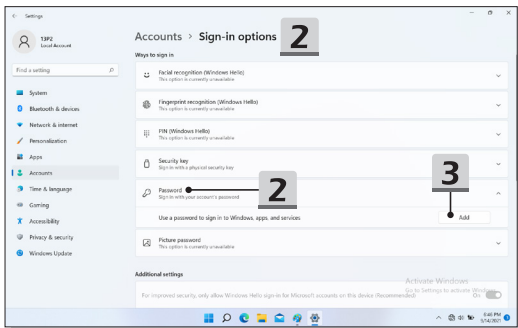 Settings
13P2
Local Account
Accounts > Sign-in options
2
Ways to sign in
Find a setting
Facial recognition (Windows Hello)
This option is currently unavailable
System
Bluetooth & devices
Fingerprint recognition (Windows Hello)
This option is currently unavailable
Network & internet
Personalization
PIN (Windows Hello)
This option is currently unavailable
Apps
Accounts
Security key
Sign in with a physical security key
3
Time & language
Password
Sign in with your account's password
2
Gaming
Accessibility
Use a password to sign in to Windows, apps, and services
Add
Privacy & security
Windows Update
Picture password
This option is currently unavailable
Additional settings
Activate Windows
Go to Settings to activate Windows.
For improved security, only allow Windows Hello sign-in for Microsoft accounts on this device (Recommended)
On
5/14/2021